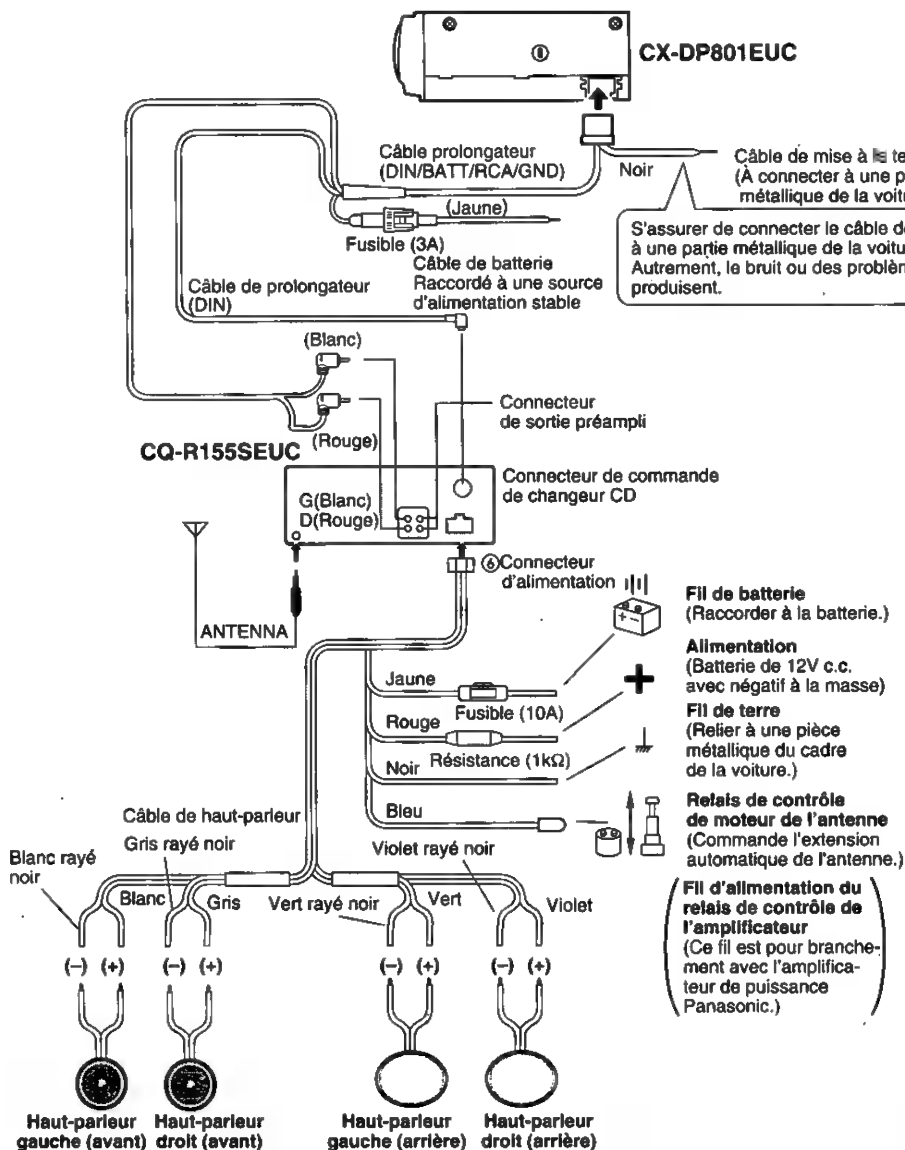 CX-DP801EUC
Câble prolongateur
(DIN/BATT/RCA/GND)
Noir
Câble de mise à
(À connecter à une
métallique de la
(Jaune)
Fusible (3A)
S'assurer de connecter le câble
à une partie métallique de la
Autrement, le bruit ou des
produisent.
Câble de batterie
Raccordé à une source
d'alimentation stable
Câble de prolongateur
(DIN)
(Blanc)
(Rouge)
Connecteur
de sortie préampli
CQ-R155SEUC
Connecteur de commande
de changeur CD
G(Blanc)
D(Rouge)
⑥Connecteur
d'alimentation
ANTENNA
Fil de batterie
(Raccorder à la batterie.)
Jaune
Fusible (10A)
Alimentation
(Batterie de 12V c.c.
avec négatif à la masse)
Rouge
Résistance (1kΩ)
Fil de terre
(Relier à une pièce
métallique du cadre
de la voiture.)
Noir
Bleu
Relais de contrôle
de moteur de l'antenne
(Commande l'extension
automatique de l'antenne.)
Fil d'alimentation du
relais de contrôle de
l'amplificateur
(Ce fil est pour branche-
ment avec l'amplifica-
teur de puissance
Panasonic.)
Câble de haut-parleur
Blanc rayé
noir
Gris rayé noir
Violet rayé noir
Blanc
Gris
Vert rayé noir
Vert
Violet
(–) (+) (–) (+) (–) (+) (–) (+)
Haut-parleur
gauche (avant)
Haut-parleur
droit (avant)
Haut-parleur
gauche (arrière)
Haut-parleur
droit (arrière)